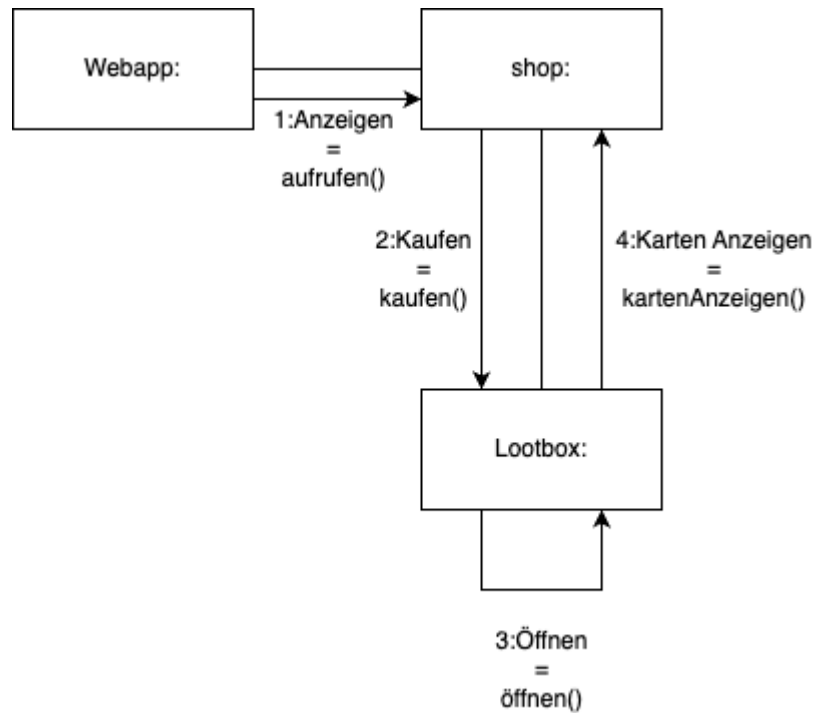 Webapp:
shop:
1:Anzeigen
=
aufrufen()
2:Kaufen
=
kaufen()
4:Karten Anzeigen
=
kartenAnzeigen()
Lootbox:
3:Öffnen
=
öffnen()